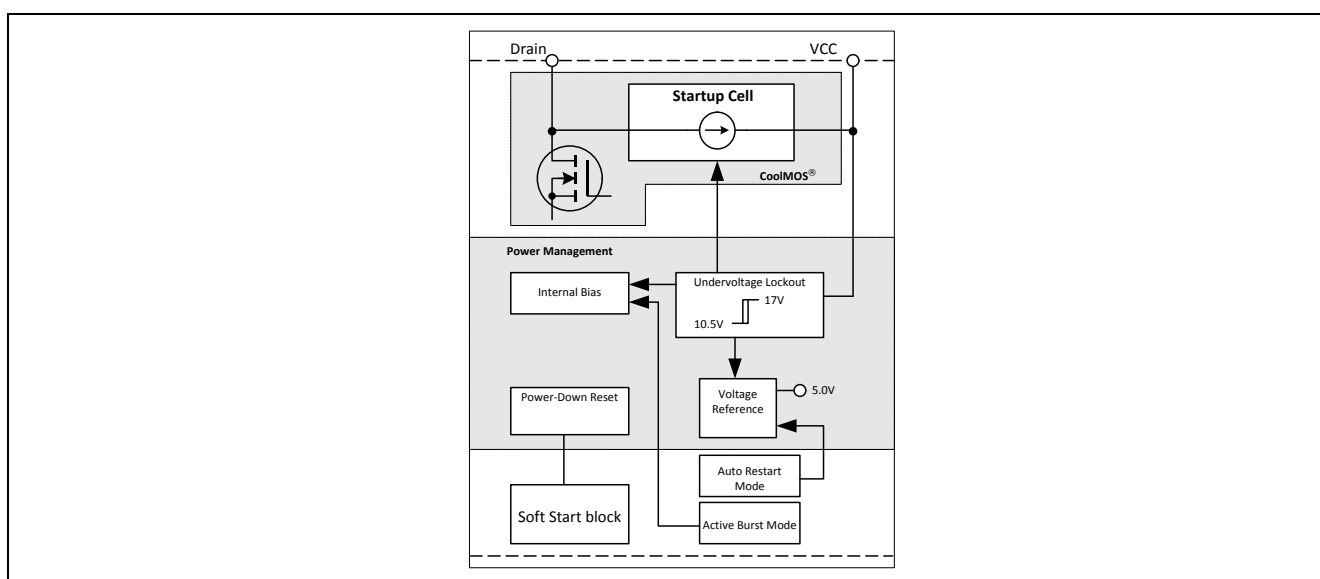 Drain
VCC
Startup Cell
CoolMOS®
Power Management
Internal Bias
Undervoltage Lockout
17V
10.5V
Power-Down Reset
Voltage
Reference
5.0V
Auto Restart
Mode
Soft Start block
Active Burst Mode